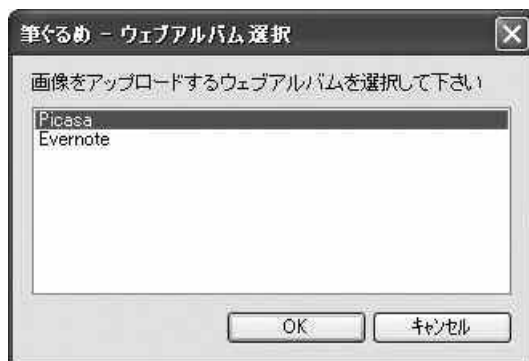 筆ぐるめ - ウェブアルバム選択
画像をアップロードするウェブアルバムを選択して下さい
Picasa
Evernote
OK
キャンセル